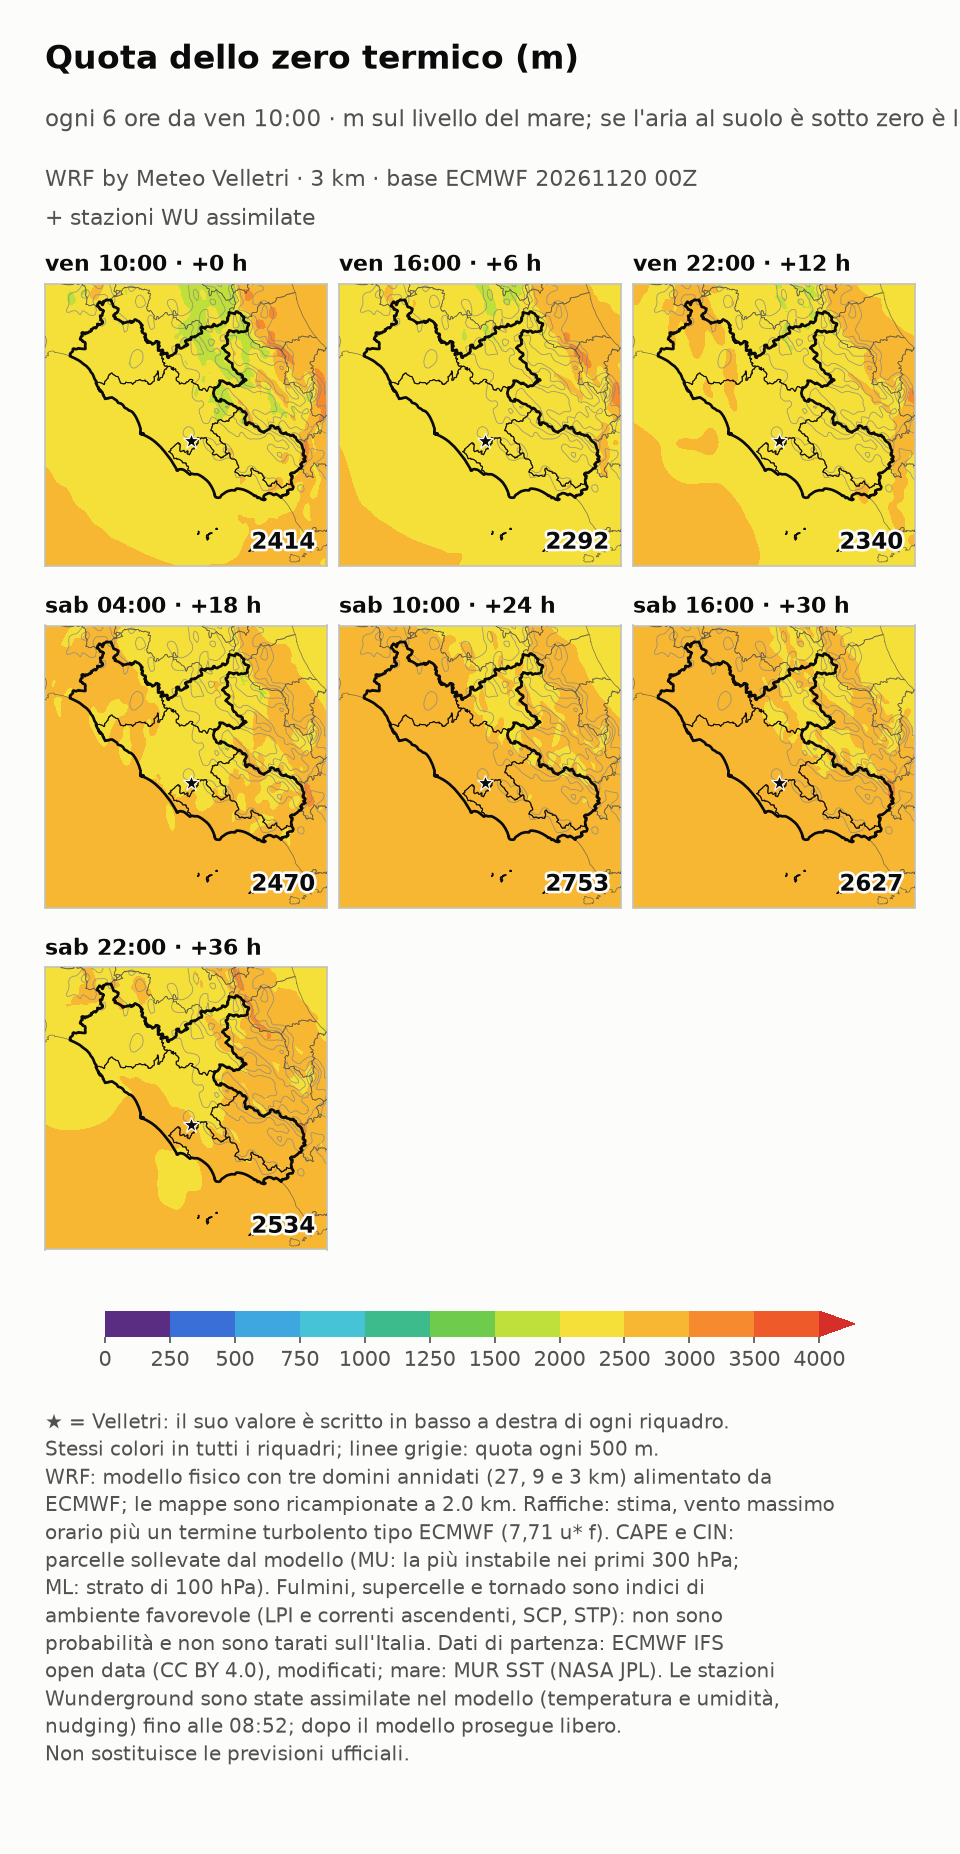 Quota dello zero termico (m)
ogni 6 ore da ven 10:00 · m sul livello del mare; se l'aria al suolo è sotto zero è l
WRF by Meteo Velletri · 3 km · base ECMWF 20261120 00Z
+ stazioni WU assimilate
ven 10:00 · +0 h
ven 16:00 · +6 h
ven 22:00 · +12 h
2414
2292
2340
sab 04:00 · +18 h
sab 10:00 · +24 h
sab 16:00 · +30 h
2470
2753
2627
sab 22:00 · +36 h
2534
0 250 500 750 1000 1250 1500 2000 2500 3000 3500 4000
★ = Velletri: il suo valore è scritto in basso a destra di ogni riquadro.
Stessi colori in tutti i riquadri; linee grigie: quota ogni 500 m.
WRF: modello fisico con tre domini annidati (27, 9 e 3 km) alimentato da
ECMWF; le mappe sono ricampionate a 2.0 km. Raffiche: stima, vento massimo
orario più un termine turbolento tipo ECMWF (7,71 u* f). CAPE e CIN:
parcelle sollevate dal modello (MU: la più instabile nei primi 300 hPa;
ML: strato di 100 hPa). Fulmini, supercelle e tornado sono indici di
ambiente favorevole (LPI e correnti ascendenti, SCP, STP): non sono
probabilità e non sono tarati sull'Italia. Dati di partenza: ECMWF IFS
open data (CC BY 4.0), modificati; mare: MUR SST (NASA JPL). Le stazioni
Wunderground sono state assimilate nel modello (temperatura e umidità,
nudging) fino alle 08:52; dopo il modello prosegue libero.
Non sostituisce le previsioni ufficiali.